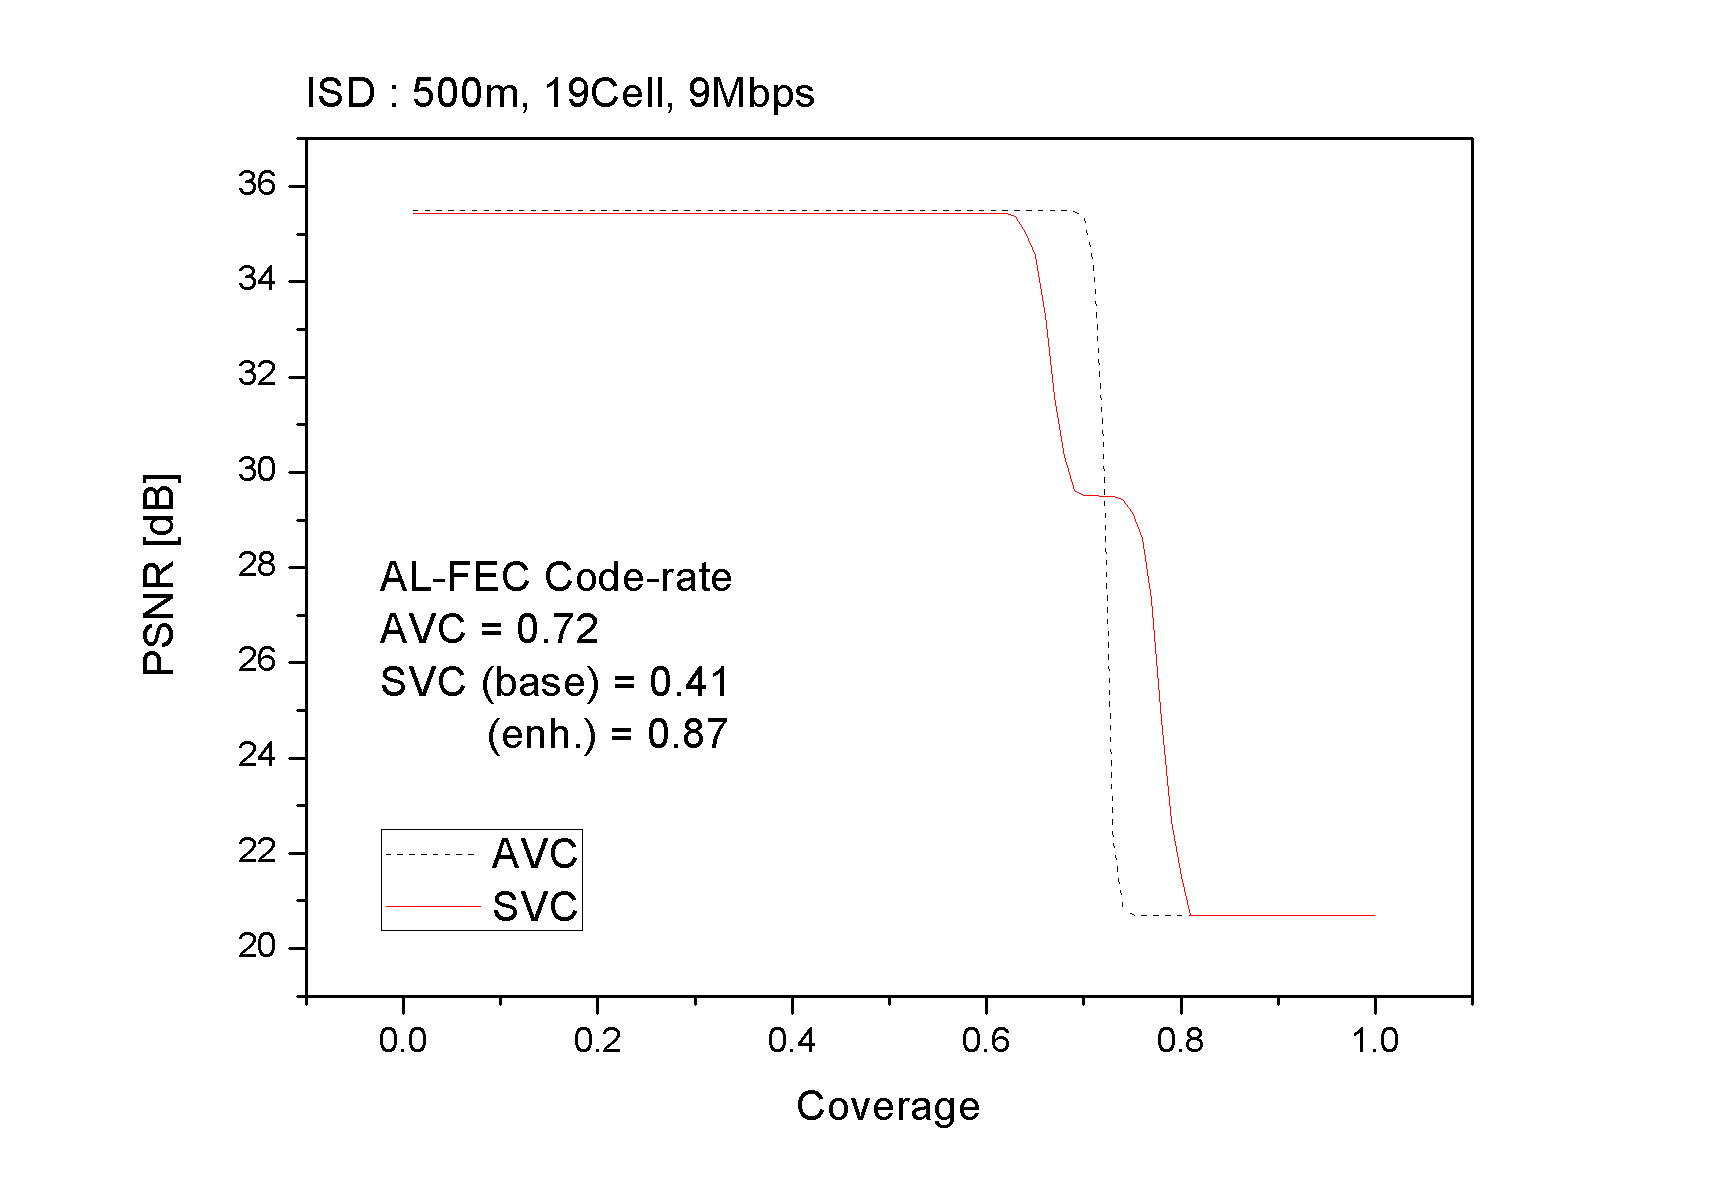 ISD : 500m, 19Cell, 9Mbps
36
34
32
30
28
26
24
22
20
PSNR [dB]
AL-FEC Code-rate
AVC = 0.72
SVC (base) = 0.41
(enh.) = 0.87
AVC
SVC
0.0 0.2 0.4 0.6 0.8 1.0
Coverage